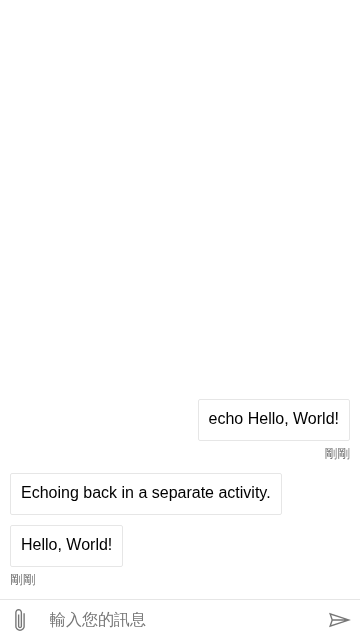 echo Hello, World!
剛剛
Echoing back in a separate activity.
Hello, World!
剛剛
輸入您的訊息